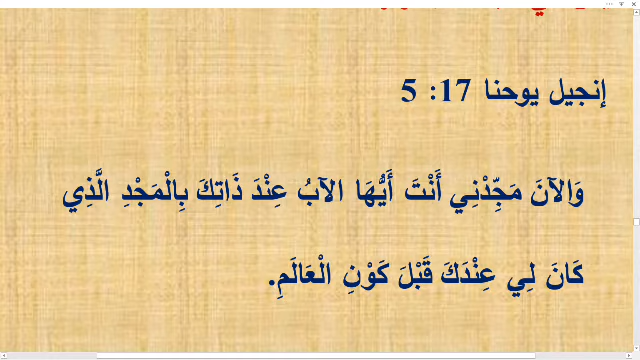 إنجيل يوحنا 17: 5
وَالآنَ مَجِّدْنِي أَنْتَ أَيُّهَا الآبُ عِنْدَ ذَاتِكَ بِالْمَجْدِ الَّذِي
كَانَ لِي عِنْدَكَ قَبْلَ كَوْنِ الْعَالَمِ.